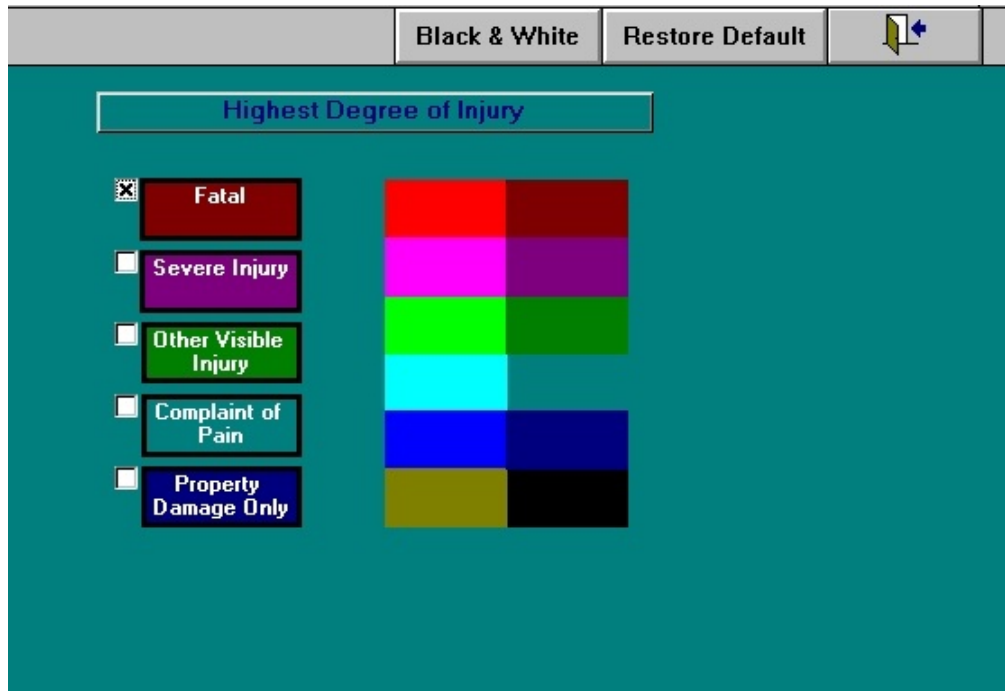 Black & White
Restore Default
Highest Degree of Injury
Fatal
Severe Injury
Other Visible
Injury
Complaint of
Pain
Property
Damage Only